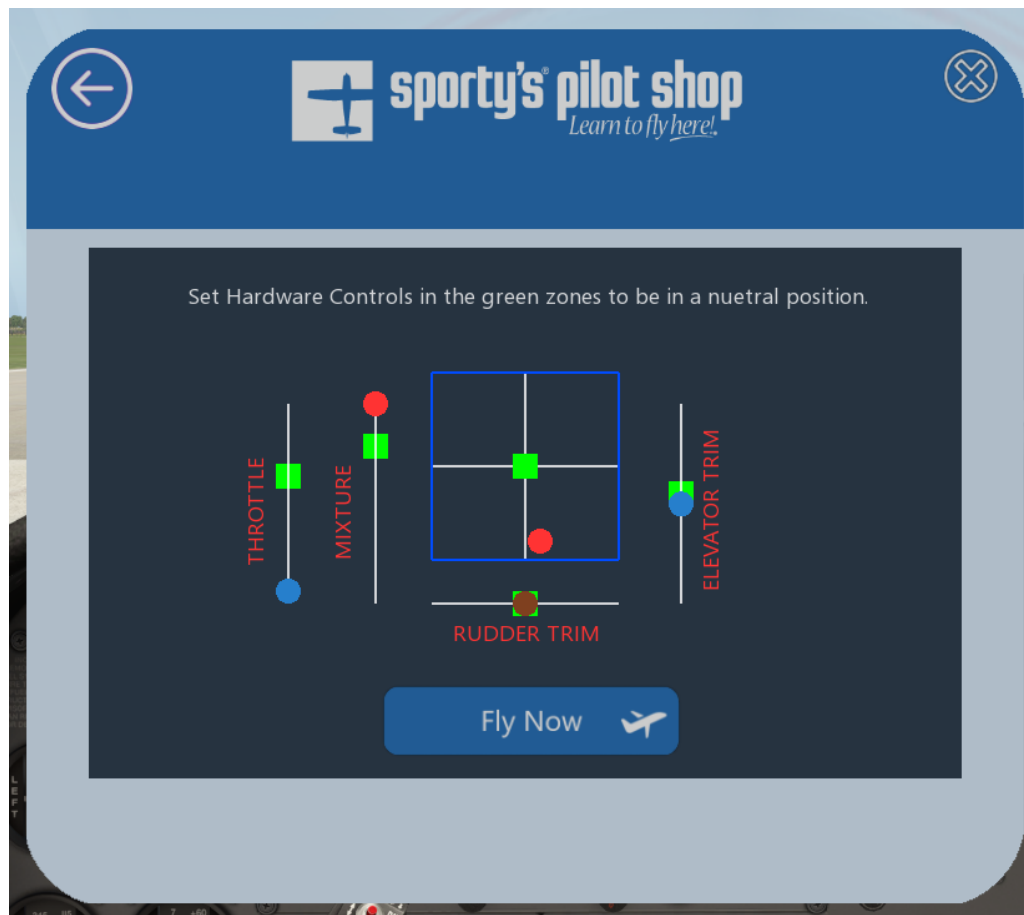 sporty's® pilot shop
Learn to fly here!.
Set Hardware Controls in the green zones to be in a nuetral position.
THROTTLE
MIXTURE
ELEVATOR TRIM
RUDDER TRIM
Fly Now
LEFT